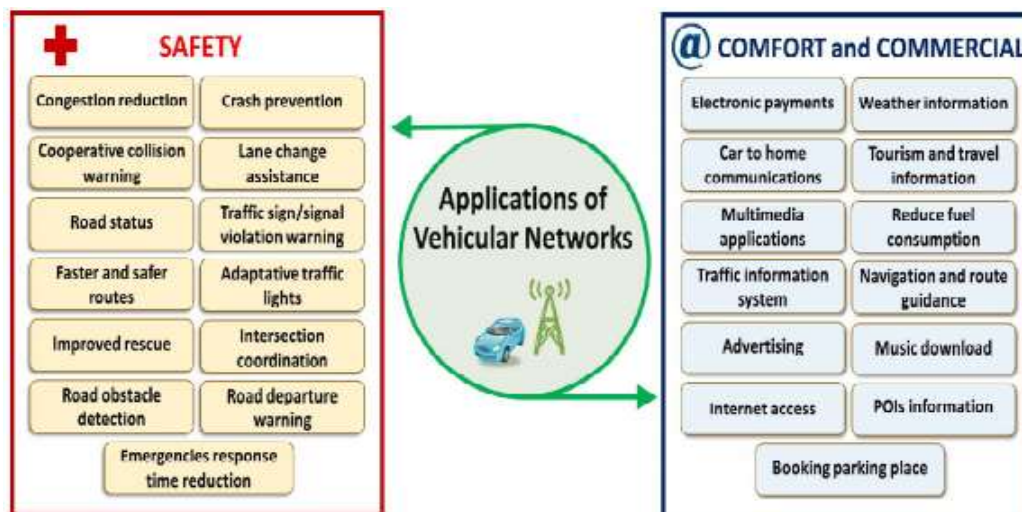 SAFETY
Congestion reduction
Crash prevention
Cooperative collision
warning
Lane change
assistance
Road status
Traffic sign/signal
violation warning
Faster and safer
routes
Adaptative traffic
lights
Improved rescue
Intersection
coordination
Road obstacle
detection
Road departure
warning
Emergencies response
time reduction
Applications of
Vehicular Networks
@ COMFORT and COMMERCIAL
Electronic payments
Weather information
Car to home
communications
Tourism and travel
information
Multimedia
applications
Reduce fuel
consumption
Traffic information
system
Navigation and route
guidance
Advertising
Music download
Internet access
POIs information
Booking parking place